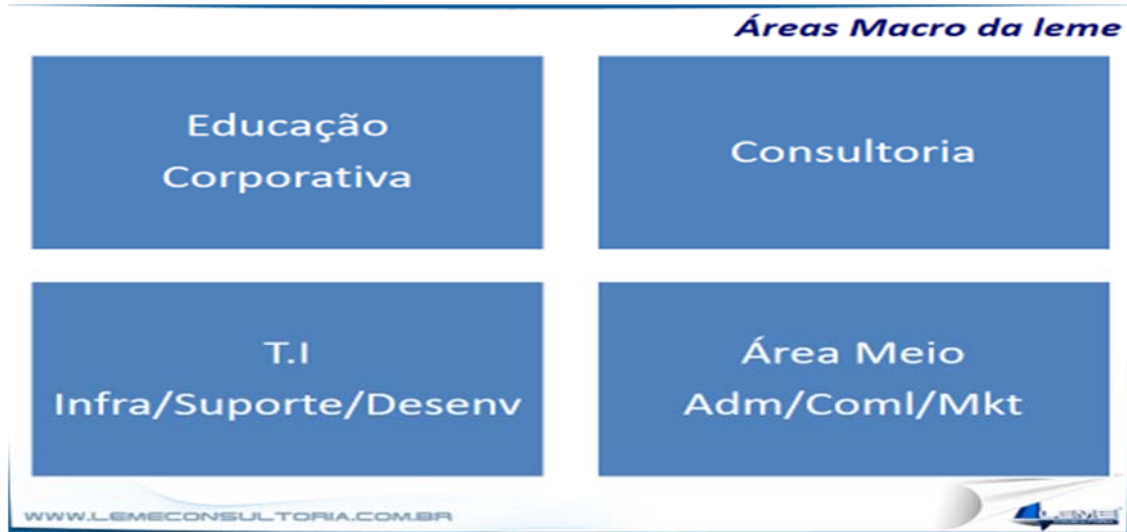 Áreas Macro da leme
Educação
Corporativa
Consultoria
T.I
Infra/Suporte/Desenv
Área Meio
Adm/Coml/Mkt
WWW.LEMECONSULTORIA.COM.BR
LEME